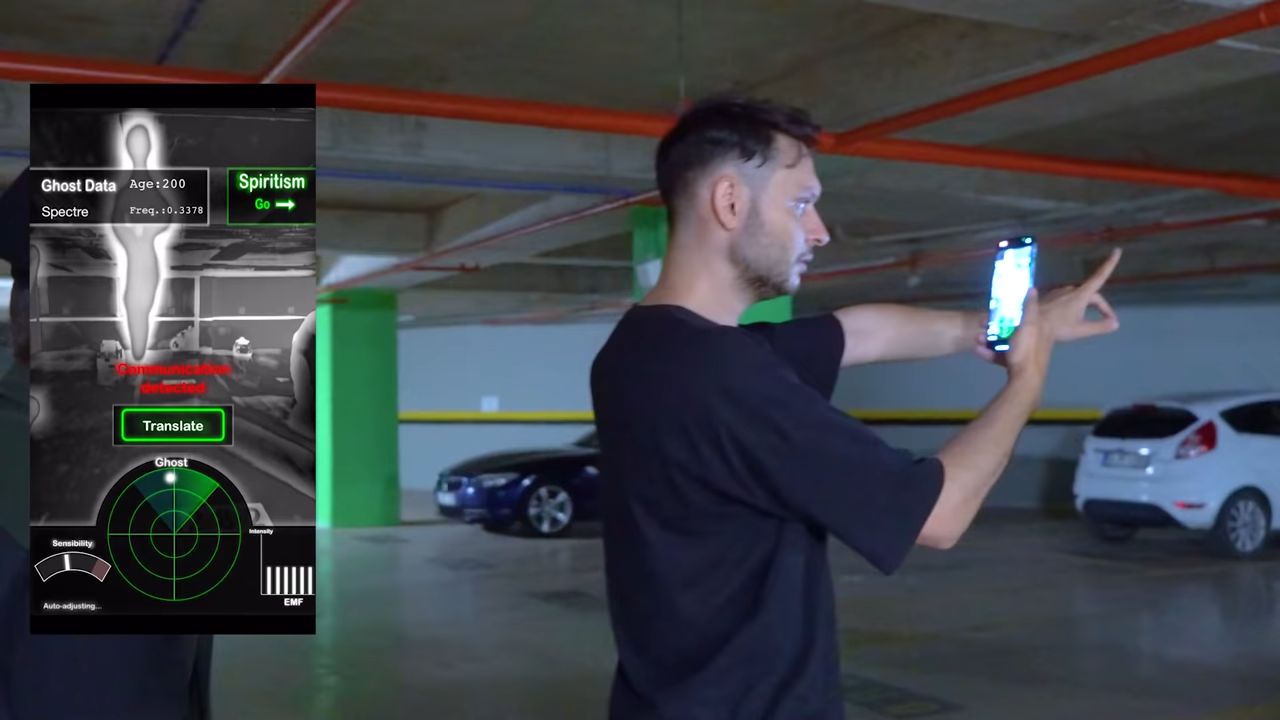 Ghost Data
Age:200
Spectre
Freq.:0.3378
Spiritism
Go
Communication
detected
Translate
Ghost
Sensibility
Auto-adjusting...
Intensity
EMF